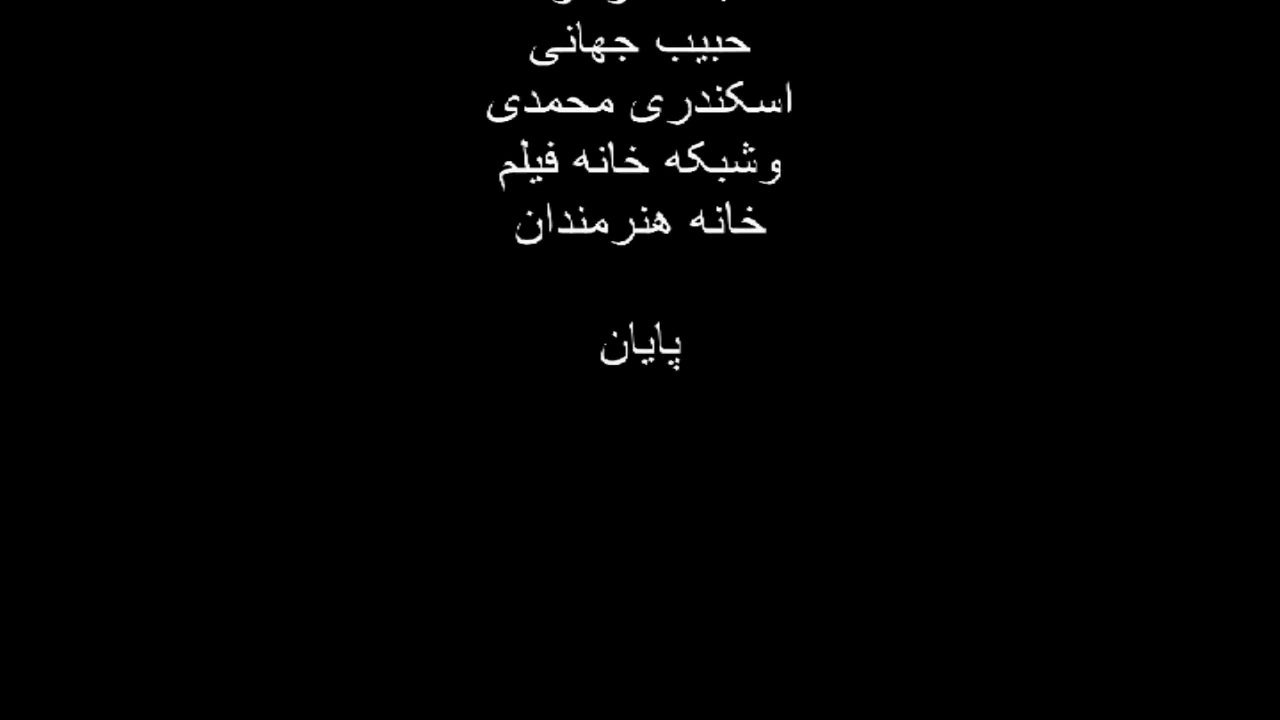 حبیب جهانی
اسکندری محمدی
وشبکه خانه فیلم
خانه هنرمندان
پایان